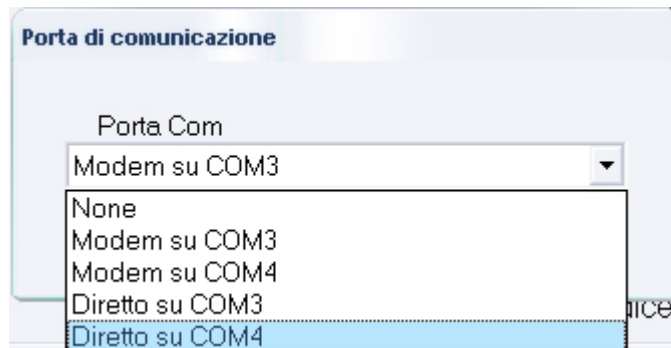 Porta di comunicazione
Porta Com
Modem su COM3
None
Modem su COM3
Modem su COM4
Diretto su COM3
Diretto su COM4